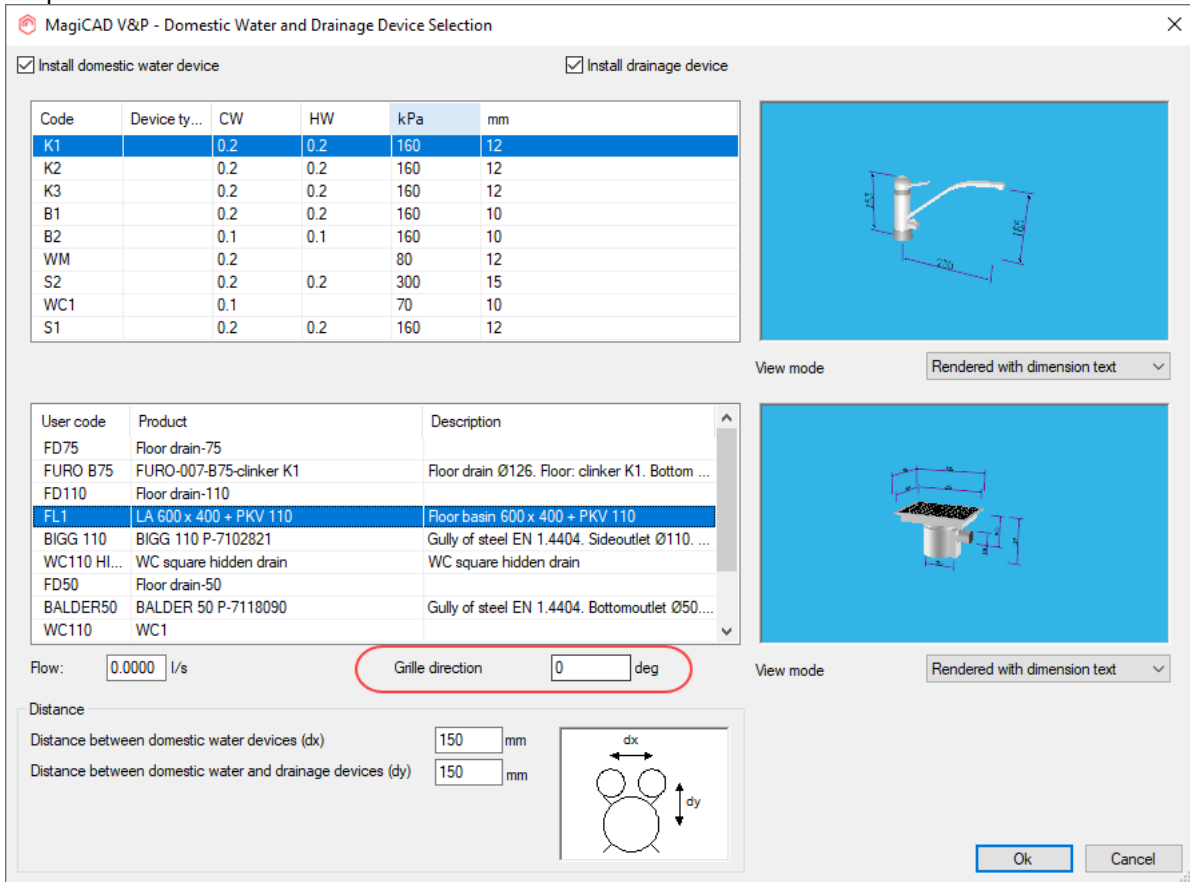 MagiCAD V&P - Domestic Water and Drainage Device Selection
Install domestic water device Install drainage device
Code Device ty... CW HW kPa mm
K1 0.2 0.2 160 12
K2 0.2 0.2 160 12
K3 0.2 0.2 160 12
B1 0.2 0.2 160 10
B2 0.1 0.1 160 10
WM 0.2 80 12
S2 0.2 0.2 300 15
WC1 0.1 70 10
S1 0.2 0.2 160 12
153
165
230
View mode Rendered with dimension text
User code Product Description
FD75 Floor drain-75
FURO B75 FURO-007-B75-clinker K1 Floor drain Ø126. Floor: clinker K1. Bottom ...
FD110 Floor drain-110
FL1 LA 600 x 400 + PKV 110 Floor basin 600 x 400 + PKV 110
BIGG 110 BIGG 110 P-7102821 Gully of steel EN 1.4404. Sideoutlet Ø110. ...
WC110 HI... WC square hidden drain WC square hidden drain
FD50 Floor drain-50
BALDER50 BALDER 50 P-7118090 Gully of steel EN 1.4404. Bottomoutlet Ø50....
WC110 WC1
Flow: 0.0000 l/s Grille direction 0 deg View mode Rendered with dimension text
Distance
Distance between domestic water devices (dx) 150 mm
Distance between domestic water and drainage devices (dy) 150 mm
dx
dy
Ok Cancel